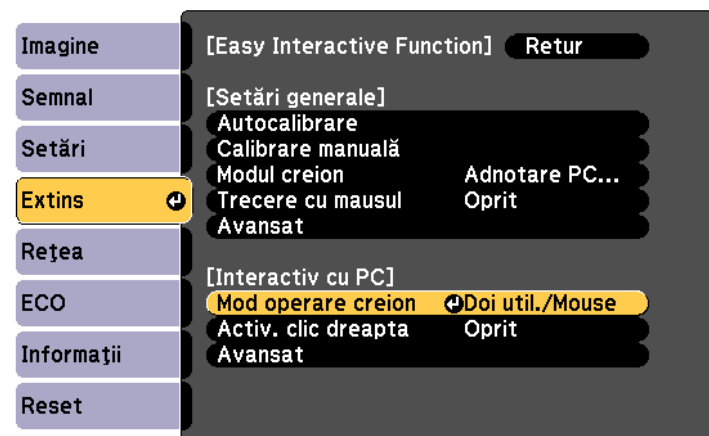 Imagine
Semnal
Setări
Extins
Reţea
ECO
Informaţii
Reset
[Easy Interactive Function] Retur
[Setări generale]
Autocalibrare
Calibrare manuală
Modul creion Adnotare PC...
Trecere cu mausul Oprit
Avansat
[Interactiv cu PC]
Mod operare creion Doi util./Mouse
Activ. clic dreapta Oprit
Avansat